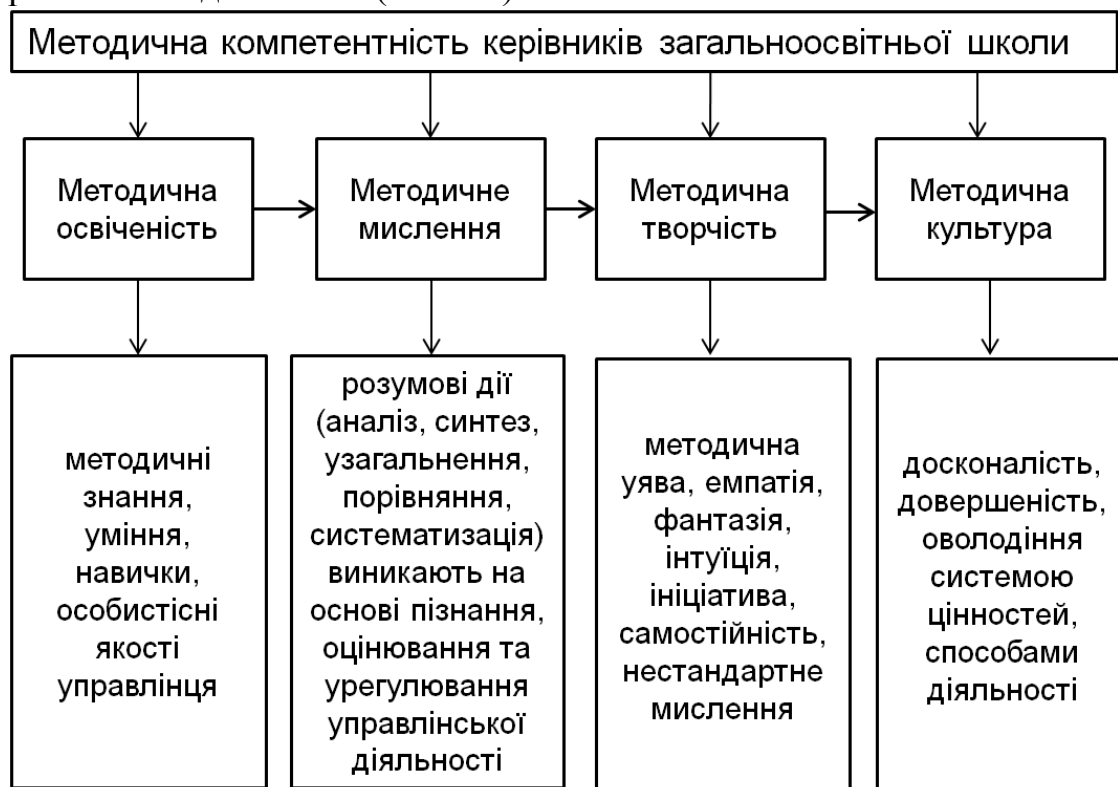 Методична компетентність керівників загальноосвітньої школи
Методична
освіченість
Методичне
мислення
Методична
творчість
Методична
культура
методичні
знання,
уміння,
навички,
особистісні
якості
управлінця
розумові дії
(аналіз, синтез,
узагальнення,
порівняння,
систематизація)
виникають на
основі пізнання,
оцінювання та
урегулювання
управлінської
діяльності
методична
уява, емпатія,
фантазія,
інтуїція,
ініціатива,
самостійність,
нестандартне
мислення
досконалість,
довершеність,
оволодіння
системою
цінностей,
способами
діяльності